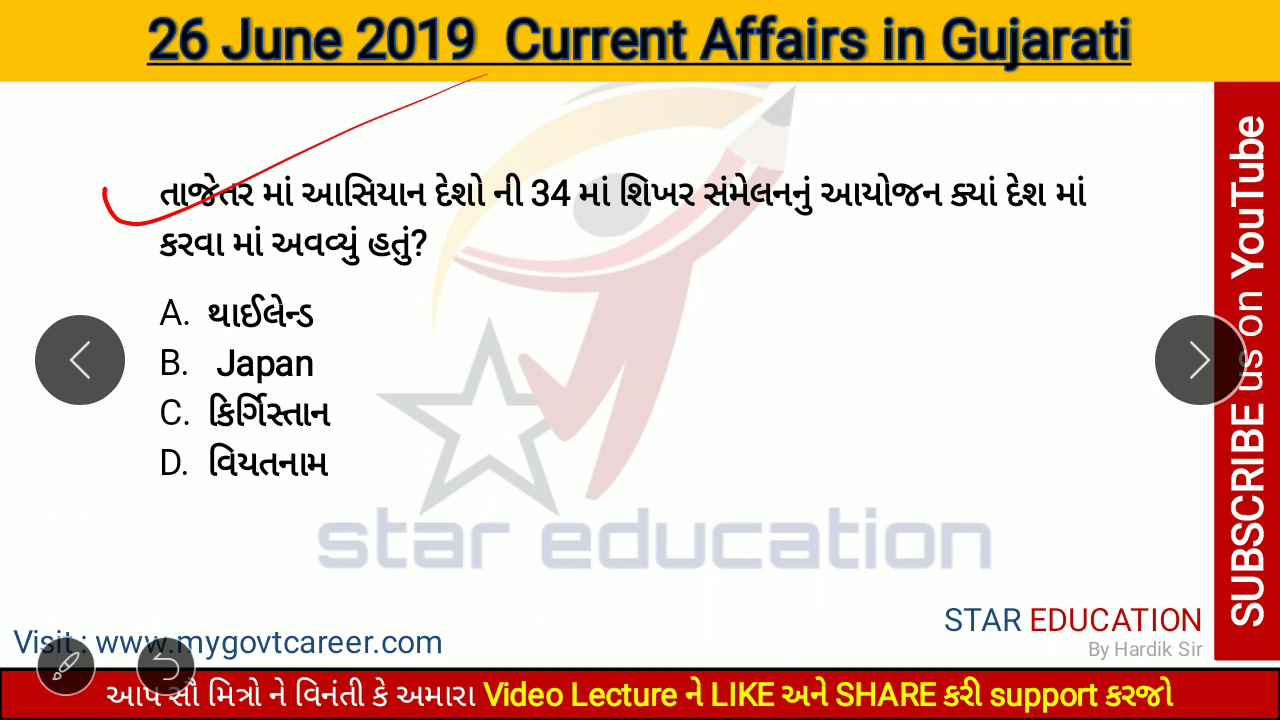 26 June 2019 Current Affairs in Gujarati
તાજેતર માં આસિયાન દેશો ની 34 માં શિખર સંમેલનનું આયોજન ક્યાં દેશ માં
કરવા માં અવવ્યું હતું?
A. થાઈલેન્ડ
B. Japan
C. કિર્ગિસ્તાન
D. વિયતનામ
star education
STAR EDUCATION
By Hardik Sir
Visit : www.mygovtcareer.com
આપ સૌ મિત્રો ને વિનંતી કે અમારા Video Lecture ને LIKE અને SHARE કરી support કરજો
SUBSCRIBE us on YouTube